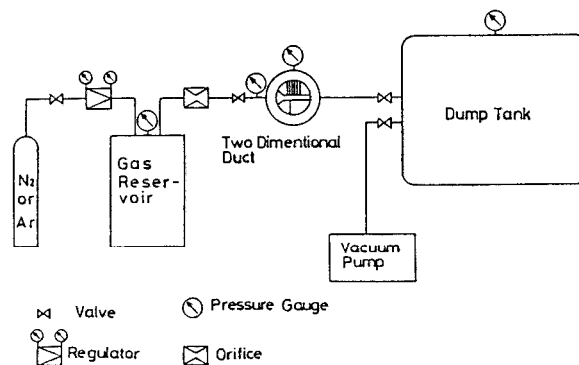 Dump Tank
Two Dimentional
Duct
Gas
Reser-
voir
N₂
or
Ar
Vacuum
Pump
Valve
Pressure Gauge
Regulator
Orifice